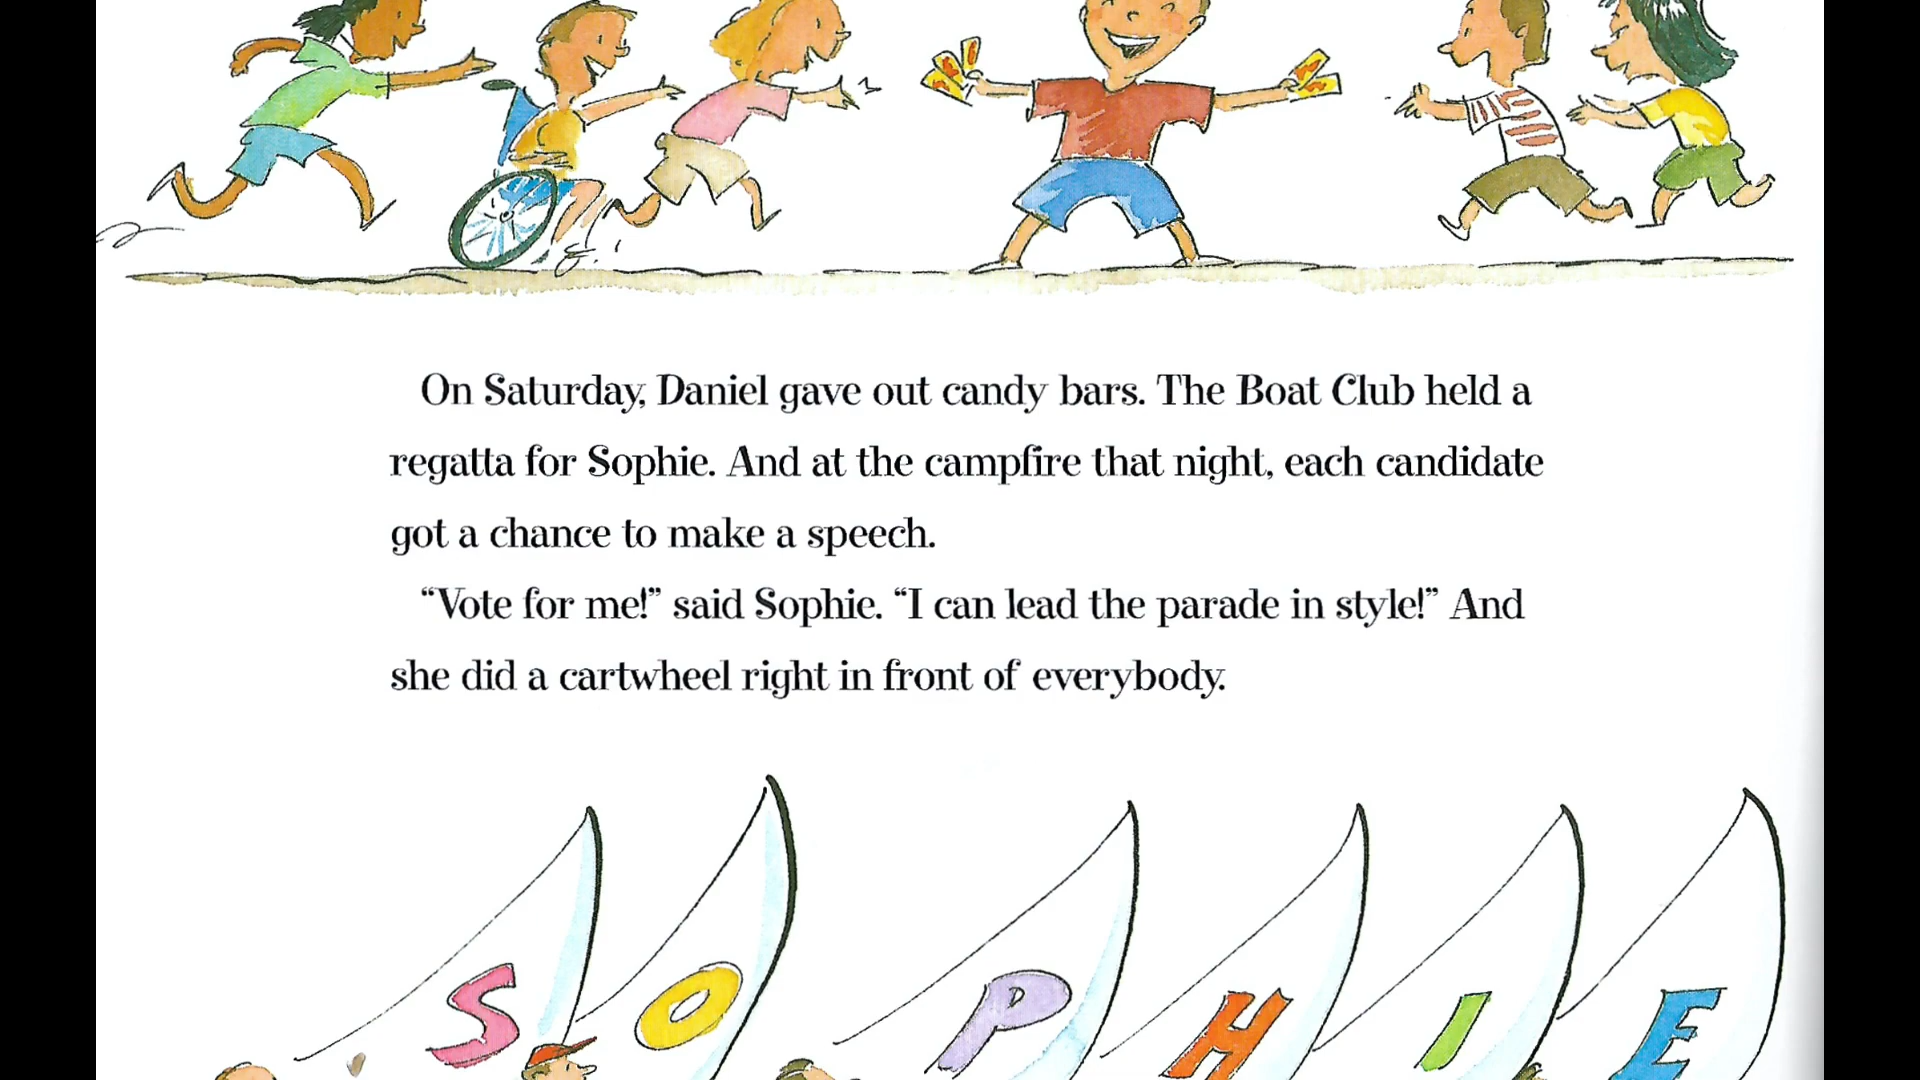 On Saturday, Daniel gave out candy bars. The Boat Club held a
regatta for Sophie. And at the campfire that night, each candidate
got a chance to make a speech.
“Vote for me!” said Sophie. “I can lead the parade in style!” And
she did a cartwheel right in front of everybody.
S O P H I E